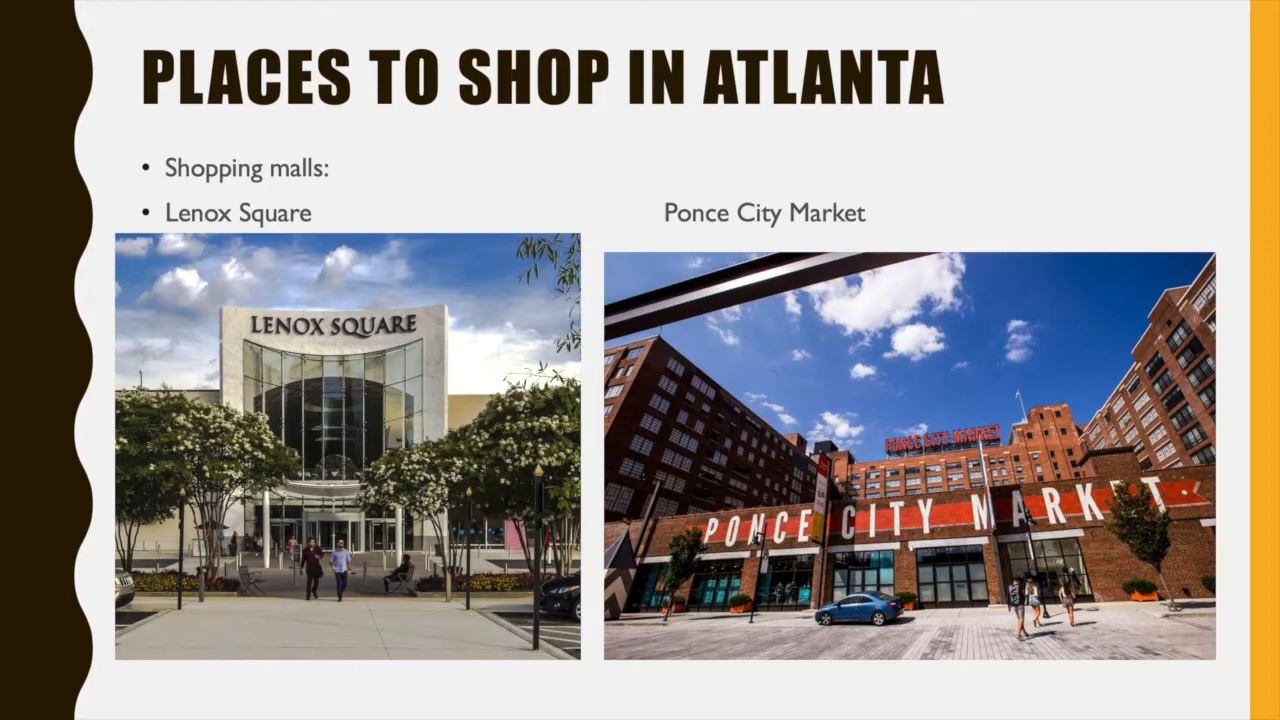 PLACES TO SHOP IN ATLANTA
• Shopping malls:
• Lenox Square
Ponce City Market
LENOX SQUARE
PONCE CITY MARKET
PONCE CITY MARKET